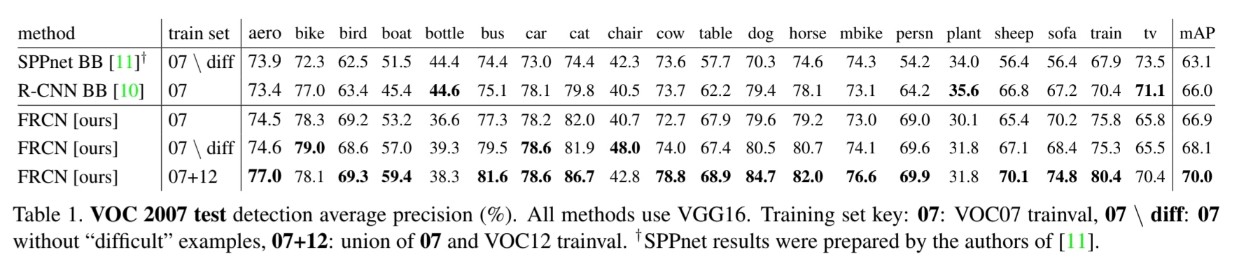 method train set aero bike bird boat bottle bus car cat chair cow table dog horse mbike persn plant sheep sofa train tv mAP
SPPnet BB [11]† 07 \ diff 73.9 72.3 62.5 51.5 44.4 74.4 73.0 74.4 42.3 73.6 57.7 70.3 74.6 74.3 54.2 34.0 56.4 56.4 67.9 73.5 63.1
R-CNN BB [10] 07 73.4 77.0 63.4 45.4 44.6 75.1 78.1 79.8 40.5 73.7 62.2 79.4 78.1 73.1 64.2 35.6 66.8 67.2 70.4 71.1 66.0
FRCN [ours] 07 74.5 78.3 69.2 53.2 36.6 77.3 78.2 82.0 40.7 72.7 67.9 79.6 79.2 73.0 69.0 30.1 65.4 70.2 75.8 65.8 66.9
FRCN [ours] 07 \ diff 74.6 79.0 68.6 57.0 39.3 79.5 78.6 81.9 48.0 74.0 67.4 80.5 80.7 74.1 69.6 31.8 67.1 68.4 75.3 65.5 68.1
FRCN [ours] 07+12 77.0 78.1 69.3 59.4 38.3 81.6 78.6 86.7 42.8 78.8 68.9 84.7 82.0 76.6 69.9 31.8 70.1 74.8 80.4 70.4 70.0
Table 1. VOC 2007 test detection average precision (%). All methods use VGG16. Training set key: 07: VOC07 trainval, 07 \ diff: 07
without “difficult” examples, 07+12: union of 07 and VOC12 trainval. †SPPnet results were prepared by the authors of [11].